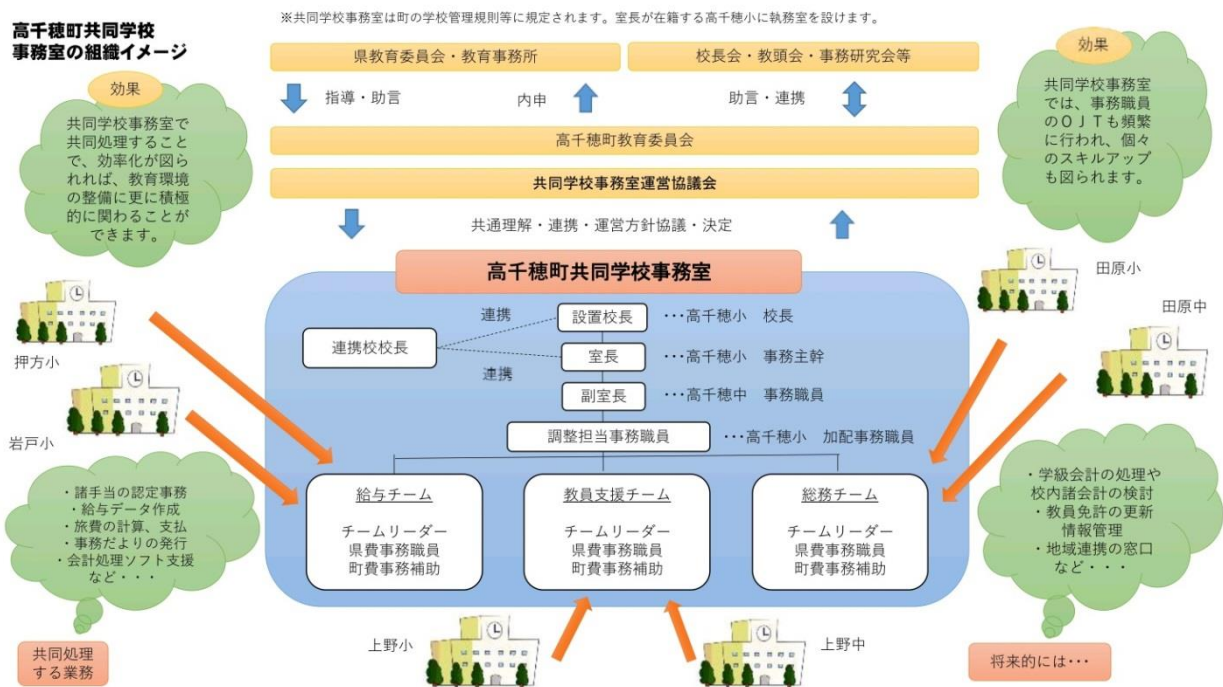 ※共同学校事務室は町の学校管理規則等に規定されます。室長が在籍する高千穂小に執務室を設けます。
高千穂町共同学校
事務室の組織イメージ
効果
共同学校事務室で
共同処理すること
で、効率化が図ら
れれば、教育環境
の整備に更に積極
的に関わることが
できます。
県教育委員会・教育事務所
校長会・教頭会・事務研究会等
指導・助言
内申
助言・連携
高千穂町教育委員会
共同学校事務室運営協議会
共通理解・連携・運営方針協議・決定
効果
共同学校事務室
では、事務職員
のOJTも頻繁
に行われ、個々
のスキルアップ
も図られます。
高千穂町共同学校事務室
連携校校長
連携
連携
設置校長
・・・高千穂小 校長
室長
・・・高千穂小 事務主幹
副室長
・・・高千穂中 事務職員
調整担当事務職員
・・・高千穂小 加配事務職員
給与チーム
チームリーダー
県費事務職員
町費事務補助
教員支援チーム
チームリーダー
県費事務職員
町費事務補助
総務チーム
チームリーダー
県費事務職員
町費事務補助
押方小
岩戸小
田原小
田原中
上野小
上野中
・諸手当の認定事務
・給与データ作成
・旅費の計算、支払
・事務だよりの発行
・会計処理ソフト支援
など・・・
共同処理
する業務
・学級会計の処理や
校内諸会計の検討
・教員免許の更新
情報管理
・地域連携の窓口
など・・・
将来的には・・・